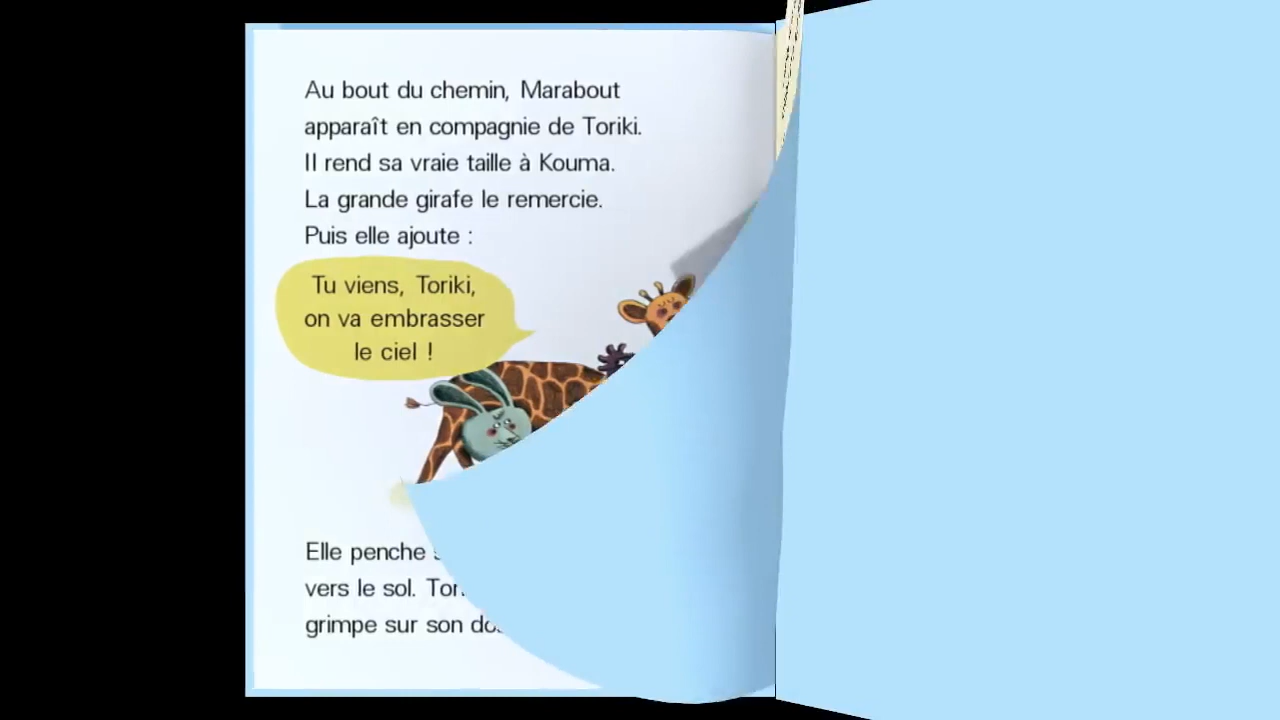 Au bout du chemin, Marabout
apparaît en compagnie de Toriki.
Il rend sa vraie taille à Kouma.
La grande girafe le remercie.
Puis elle ajoute :
Tu viens, Toriki,
on va embrasser
le ciel !
Elle penche
vers le sol.
grimpe sur son